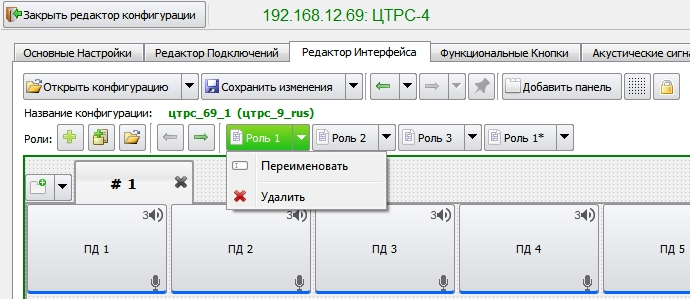 Закрыть редактор конфигурации 192.168.12.69: ЦТРС-4
Основные Настройки Редактор Подключений Редактор Интерфейса Функциональные Кнопки Акустические сигна
Открыть конфигурацию Сохранить изменения Добавить панель
Название конфигурации: цтрс_69_1 (цтрс_9_rus)
Роли: Роль 1 Роль 2 Роль 3 Роль 1*
Переименовать
# 1
Удалить
3 3 3 3
ПД 1 ПД 2 ПД 3 ПД 4 ПД 5